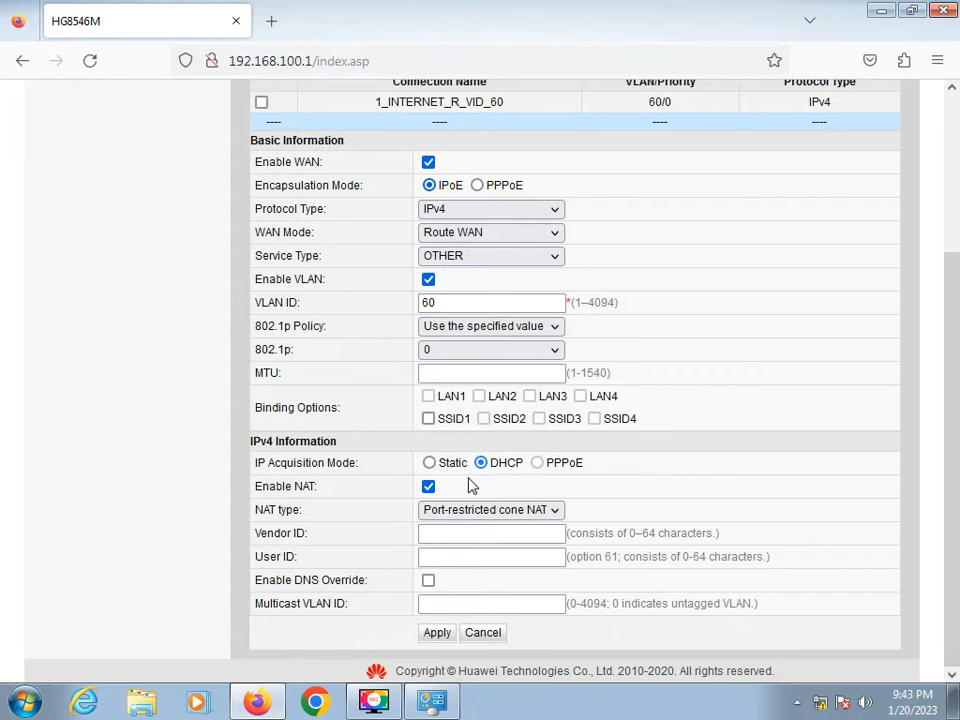 HG8546M
192.168.100.1/index.asp
Connection Name VLAN/Priority Protocol Type
1_INTERNET_R_VID_60 60/0 IPv4
---- ---- ---- ----
Basic Information
Enable WAN:
Encapsulation Mode: IPoE PPPoE
Protocol Type: IPv4
WAN Mode: Route WAN
Service Type: OTHER
Enable VLAN:
VLAN ID: 60 *(1–4094)
802.1p Policy: Use the specified value
802.1p: 0
MTU: (1-1540)
Binding Options: LAN1 LAN2 LAN3 LAN4
SSID1 SSID2 SSID3 SSID4
IPv4 Information
IP Acquisition Mode: Static DHCP PPPoE
Enable NAT:
NAT type: Port-restricted cone NAT
Vendor ID: (consists of 0–64 characters.)
User ID: (option 61; consists of 0-64 characters.)
Enable DNS Override:
Multicast VLAN ID: (0-4094; 0 indicates untagged VLAN.)
Apply Cancel
Copyright © Huawei Technologies Co., Ltd. 2010-2020. All rights reserved.
9:43 PM
1/20/2023